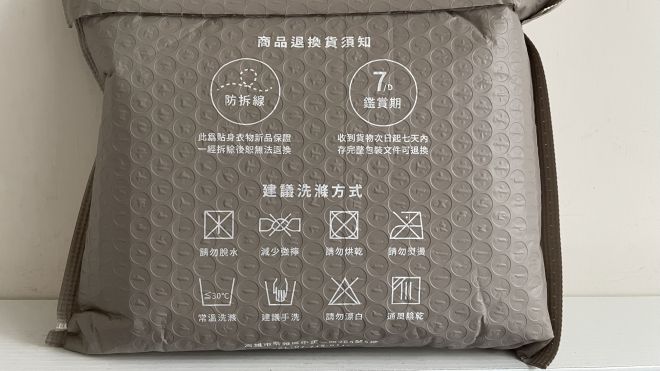 商品退換貨須知
防拆線
7/D
鑑賞期
此為貼身衣物新品保證
一經拆線後恕無法退換
收到貨物次日起七天內
存完整包裝文件可退換
建議洗滌方式
請勿脫水
減少強擰
請勿烘乾
請勿熨燙
≦30°C
常溫洗滌
建議手洗
請勿漂白
通風晾乾